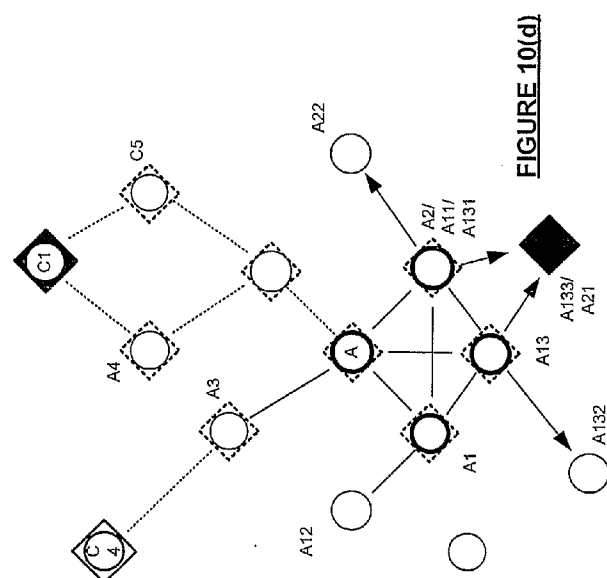 C1
C5
A4
A3
C
4
A
A22
A2/
A11/
A131
A12
A1
A13
A133/
A21
A132
FIGURE 10(d)